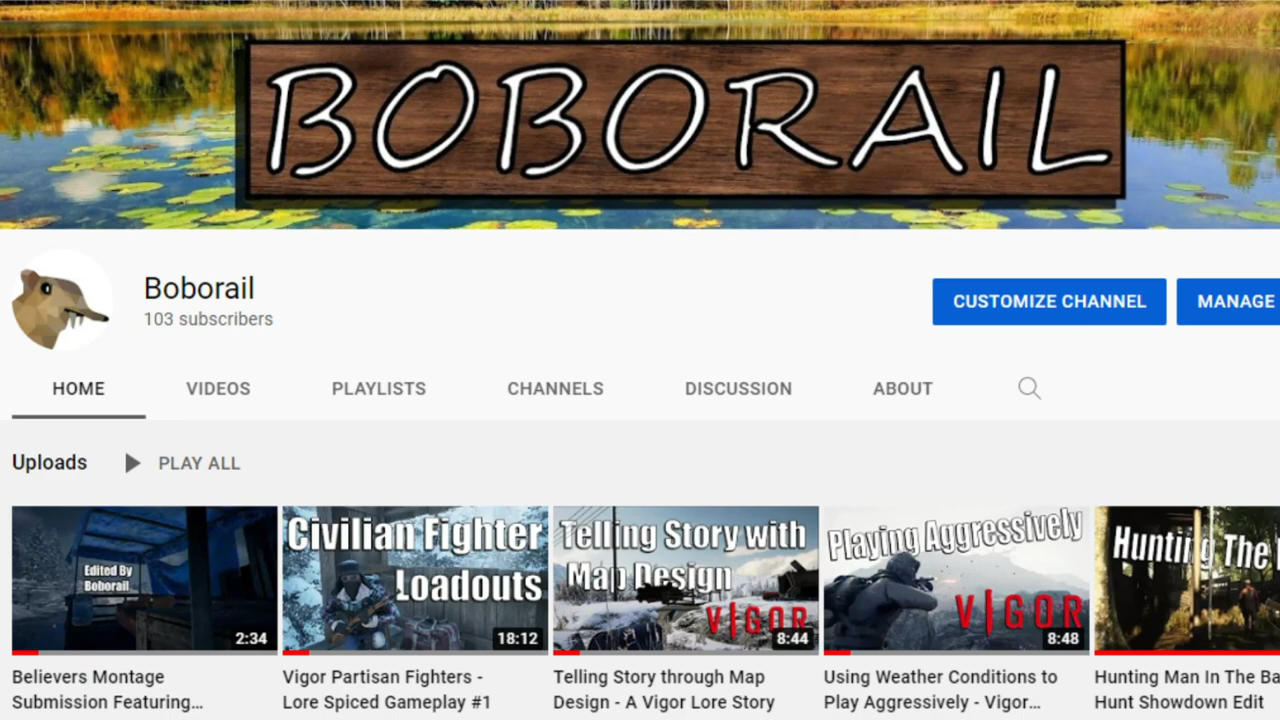 BOBORAIL
Boborail
103 subscribers
CUSTOMIZE CHANNEL
MANAGE
HOME
VIDEOS
PLAYLISTS
CHANNELS
DISCUSSION
ABOUT
Uploads
PLAY ALL
Edited By
Boborail
2:34
Believers Montage
Submission Featuring...
Civilian Fighter
Loadouts
18:12
Vigor Partisan Fighters -
Lore Spiced Gameplay #1
Telling Story with
Map Design
VIGOR
8:44
Telling Story through Map
Design - A Vigor Lore Story
Playing Aggressively
VIGOR
8:48
Using Weather Conditions to
Play Aggressively - Vigor...
Hunting The
Hunting Man In The Ba
Hunt Showdown Edit